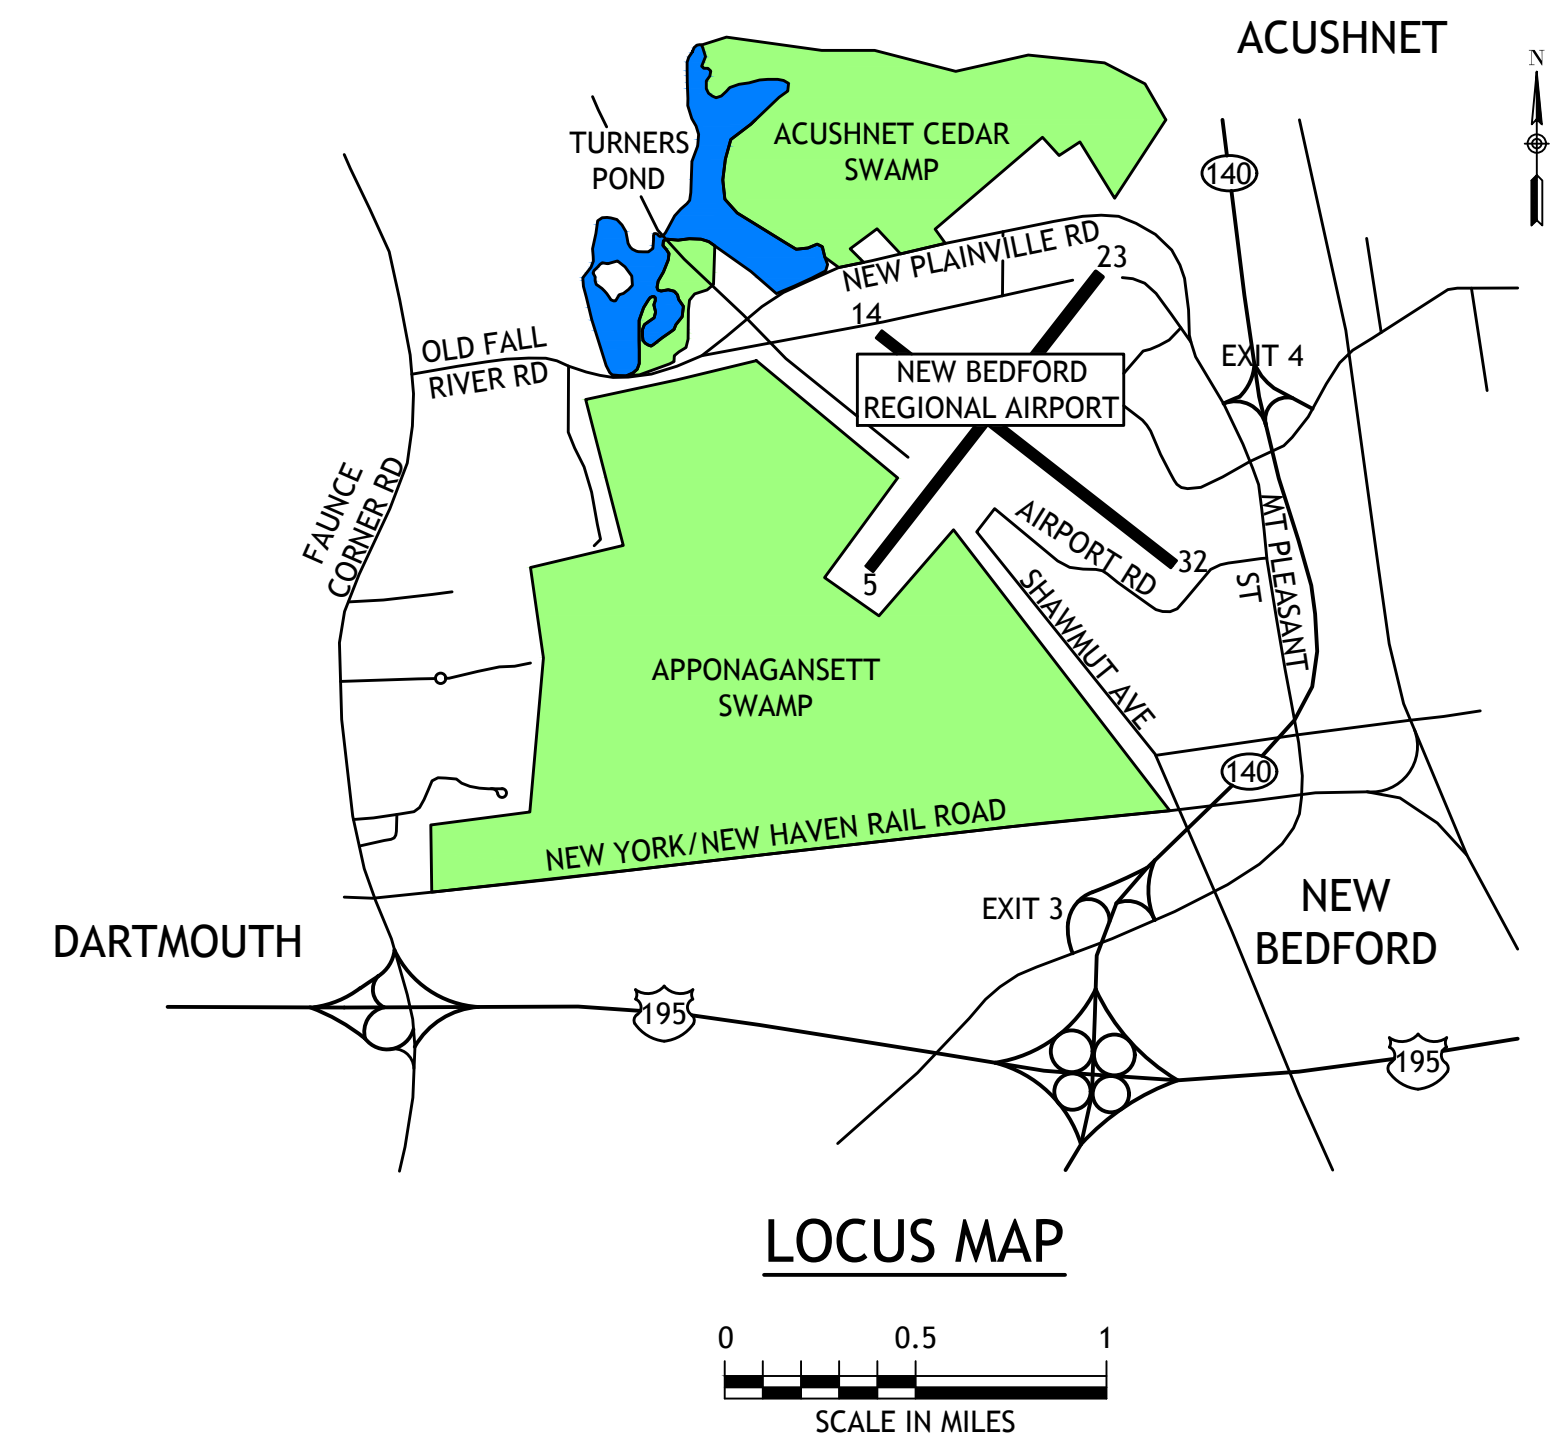 ACUSHNET
N
TURNERS
POND
ACUSHNET CEDAR
SWAMP
140
NEW PLAINVILLE RD
23
14
OLD FALL
RIVER RD
EXIT 4
NEW BEDFORD
REGIONAL AIRPORT
FAUNCE
CORNER RD
AIRPORT RD
32
5
MT PLEASANT
ST
SHAWMUT AVE
APPONAGANSETT
SWAMP
140
NEW YORK/NEW HAVEN RAIL ROAD
EXIT 3
NEW
BEDFORD
DARTMOUTH
195
195
LOCUS MAP
0 0.5 1
SCALE IN MILES